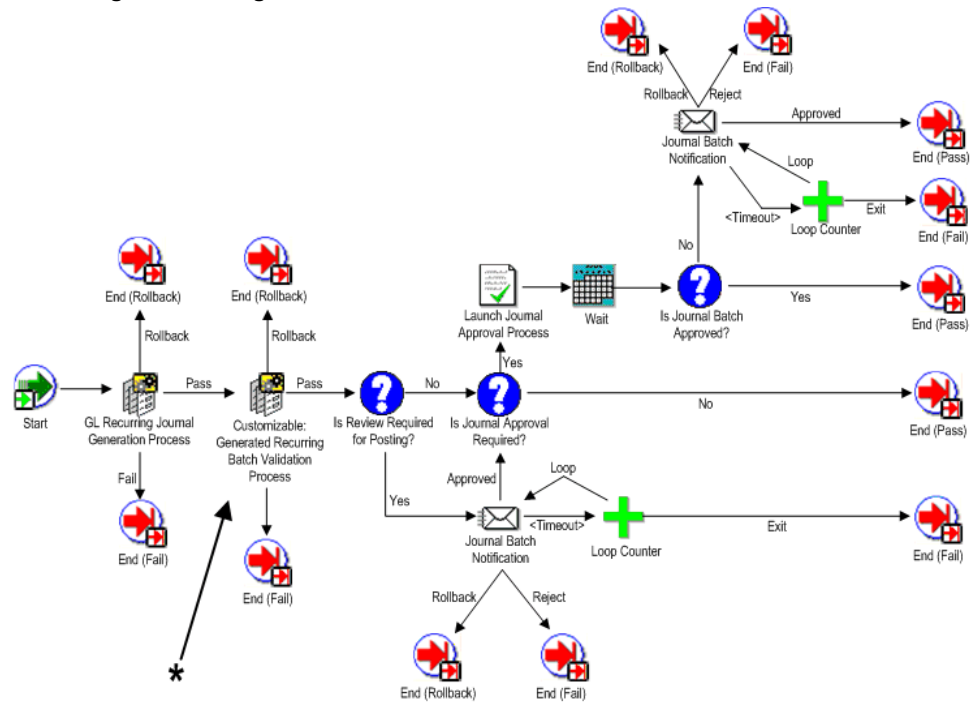 End (Rollback)
End (Fail)
Rollback
Reject
Approved
Journal Batch
Notification
End (Pass)
Loop
<Timeout>
Exit
Loop Counter
End (Fail)
No
End (Rollback)
End (Rollback)
Launch Journal
Approval Process
Wait
Is Journal Batch
Approved?
Yes
End (Pass)
Rollback
Rollback
Yes
Start
Pass
Pass
No
No
GL Recurring Journal
Generation Process
Customizable:
Generated Recurring
Batch Validation
Process
Is Review Required
for Posting?
Is Journal Approval
Required?
End (Pass)
Fail
Approved
Loop
Yes
<Timeout>
Exit
Journal Batch
Notification
Loop Counter
End (Fail)
End (Fail)
End (Fail)
Rollback
Reject
*
End (Rollback)
End (Fail)